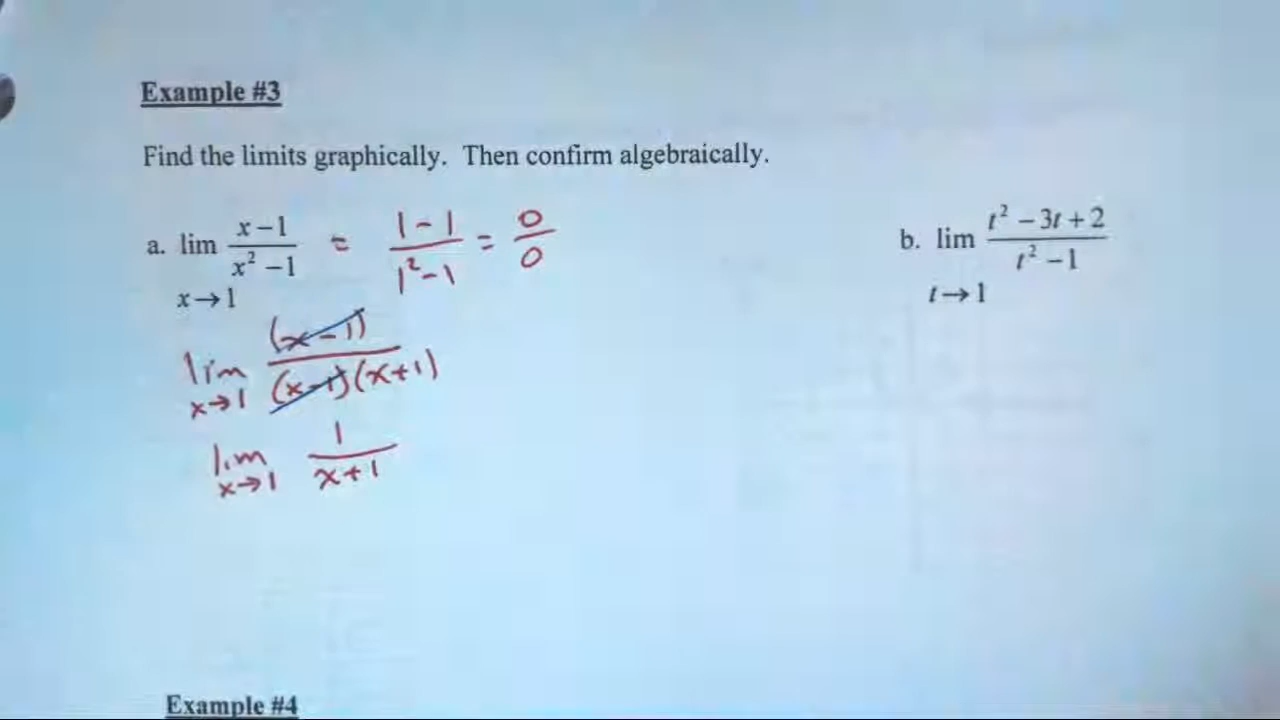 Example #3
Find the limits graphically. Then confirm algebraically.
a. lim x→1 (x−1)/(x² −1) = (1-1)/(1²-1) = 0/0
lim x→1 (x-1)/((x-1)(x+1))
lim x→1 1/(x+1)
b. lim t→1 (t² −3t+2)/(t² −1)
Example #4